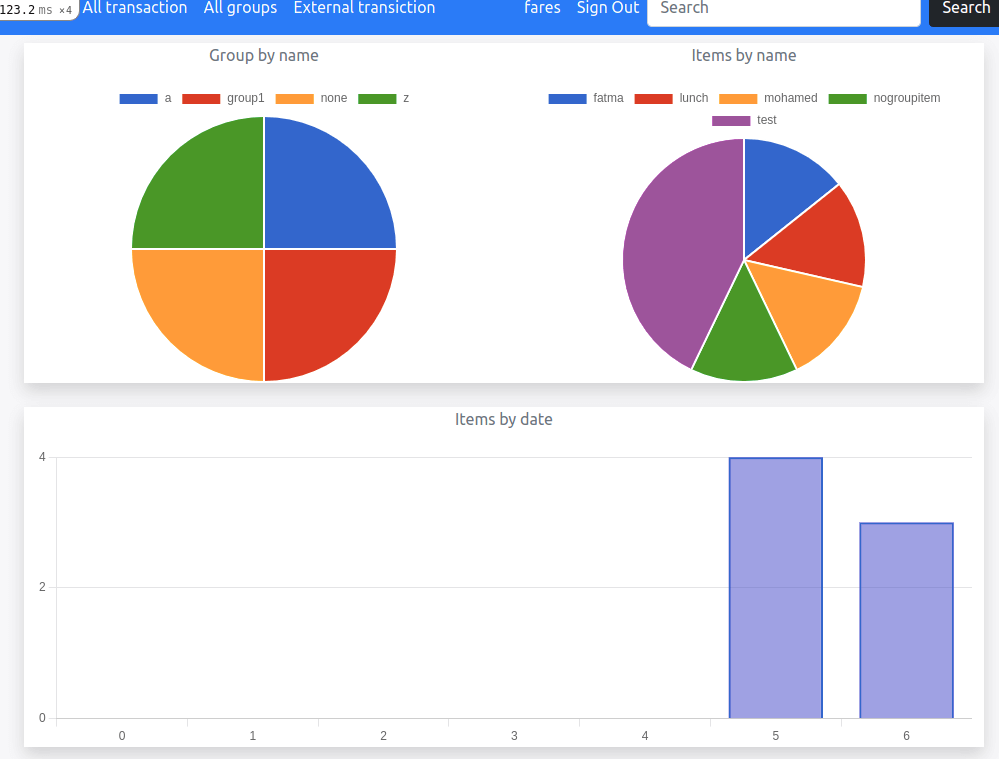 123.2 ms ×4 All transaction All groups External transiction fares Sign Out Search Search
Group by name
a group1 none z
Items by name
fatma lunch mohamed nogroupitem
test
Items by date
4
2
0
0 1 2 3 4 5 6